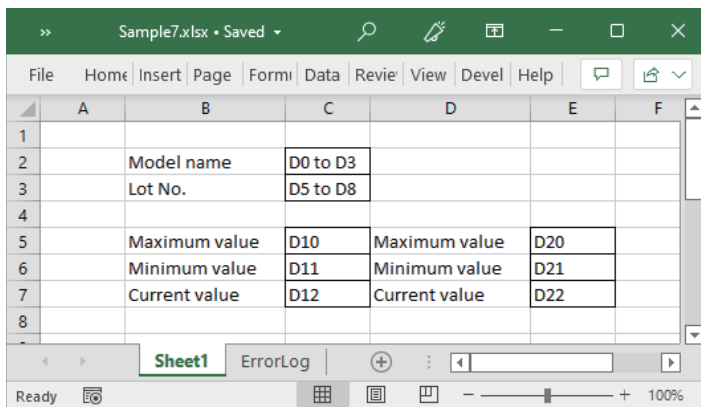 » Sample7.xlsx • Saved
File Home Insert Page Formu Data Revie View Devel Help
A B C D E F
1
2 Model name D0 to D3
3 Lot No. D5 to D8
4
5 Maximum value D10 Maximum value D20
6 Minimum value D11 Minimum value D21
7 Current value D12 Current value D22
8
Sheet1 ErrorLog
Ready 100%